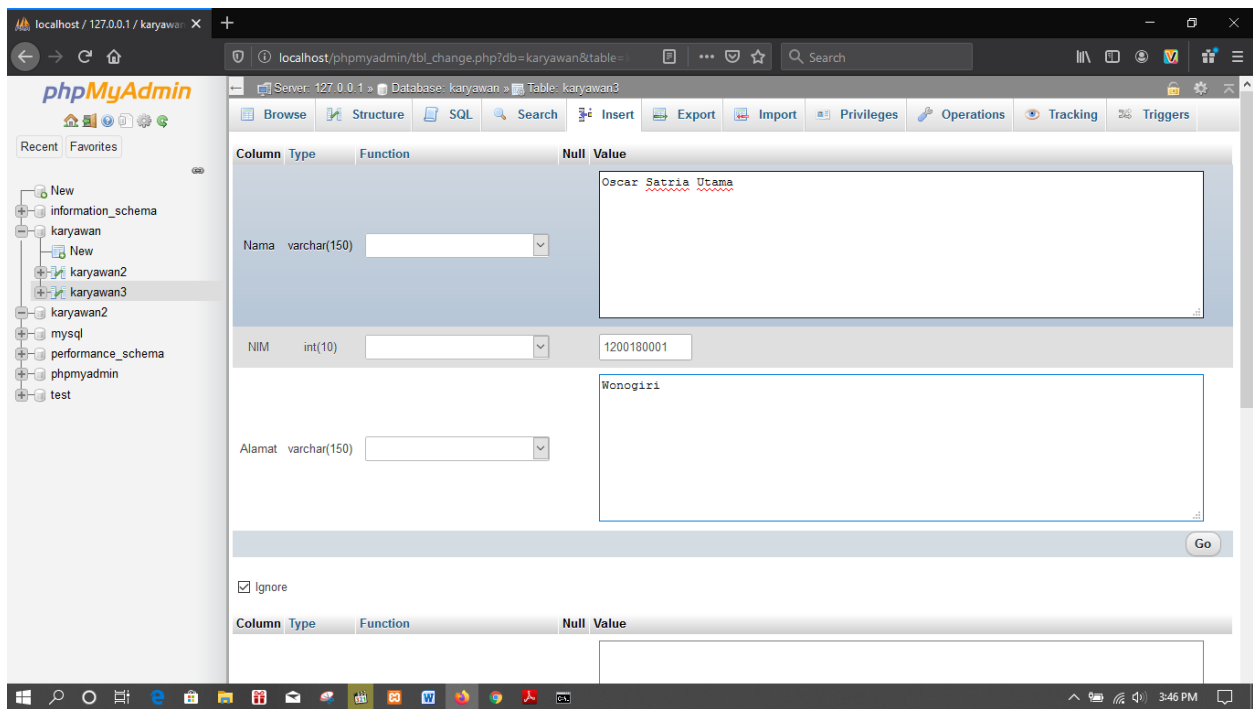 localhost / 127.0.0.1 / karyawan
localhost/phpmyadmin/tbl_change.php?db=karyawan&table=
Search
phpMyAdmin
Recent Favorites
New
information_schema
karyawan
New
karyawan2
karyawan3
karyawan2
mysql
performance_schema
phpmyadmin
test
Server: 127.0.0.1 » Database: karyawan » Table: karyawan3
Browse Structure SQL Search Insert Export Import Privileges Operations Tracking Triggers
Column Type Function Null Value
Nama varchar(150) Oscar Satria Utama
NIM int(10) 1200180001
Alamat varchar(150) Wonogiri
Go
Ignore
Column Type Function Null Value
3:46 PM